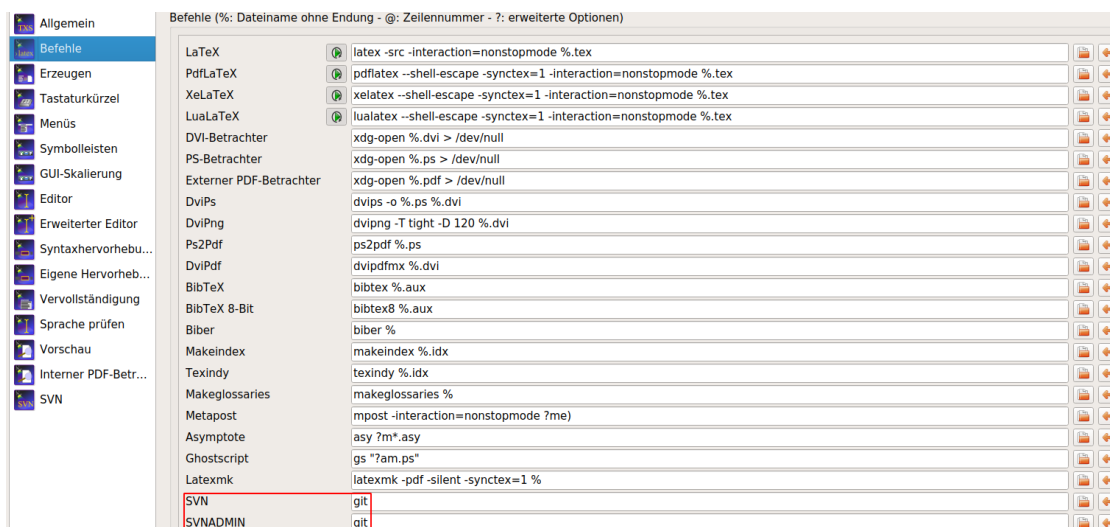 Befehle (%: Dateiname ohne Endung - @: Zeilennummer - ?: erweiterte Optionen)
Allgemein
Befehle
Erzeugen
Tastaturkürzel
Menüs
Symbolleisten
GUI-Skalierung
Editor
Erweiterter Editor
Syntaxhervorhebu...
Eigene Hervorheb...
Vervollständigung
Sprache prüfen
Vorschau
Interner PDF-Betr...
SVN
LaTeX latex -src -interaction=nonstopmode %.tex
PdfLaTeX pdflatex --shell-escape -synctex=1 -interaction=nonstopmode %.tex
XeLaTeX xelatex --shell-escape -synctex=1 -interaction=nonstopmode %.tex
LuaLaTeX lualatex --shell-escape -synctex=1 -interaction=nonstopmode %.tex
DVI-Betrachter xdg-open %.dvi > /dev/null
PS-Betrachter xdg-open %.ps > /dev/null
Externer PDF-Betrachter xdg-open %.pdf > /dev/null
DviPs dvips -o %.ps %.dvi
DviPng dvipng -T tight -D 120 %.dvi
Ps2Pdf ps2pdf %.ps
DviPdf dvipdfmx %.dvi
BibTeX bibtex %.aux
BibTeX 8-Bit bibtex8 %.aux
Biber biber %
Makeindex makeindex %.idx
Texindy texindy %.idx
Makeglossaries makeglossaries %
Metapost mpost -interaction=nonstopmode ?me)
Asymptote asy ?m*.asy
Ghostscript gs "?am.ps"
Latexmk latexmk -pdf -silent -synctex=1 %
SVN git
SVNADMIN git